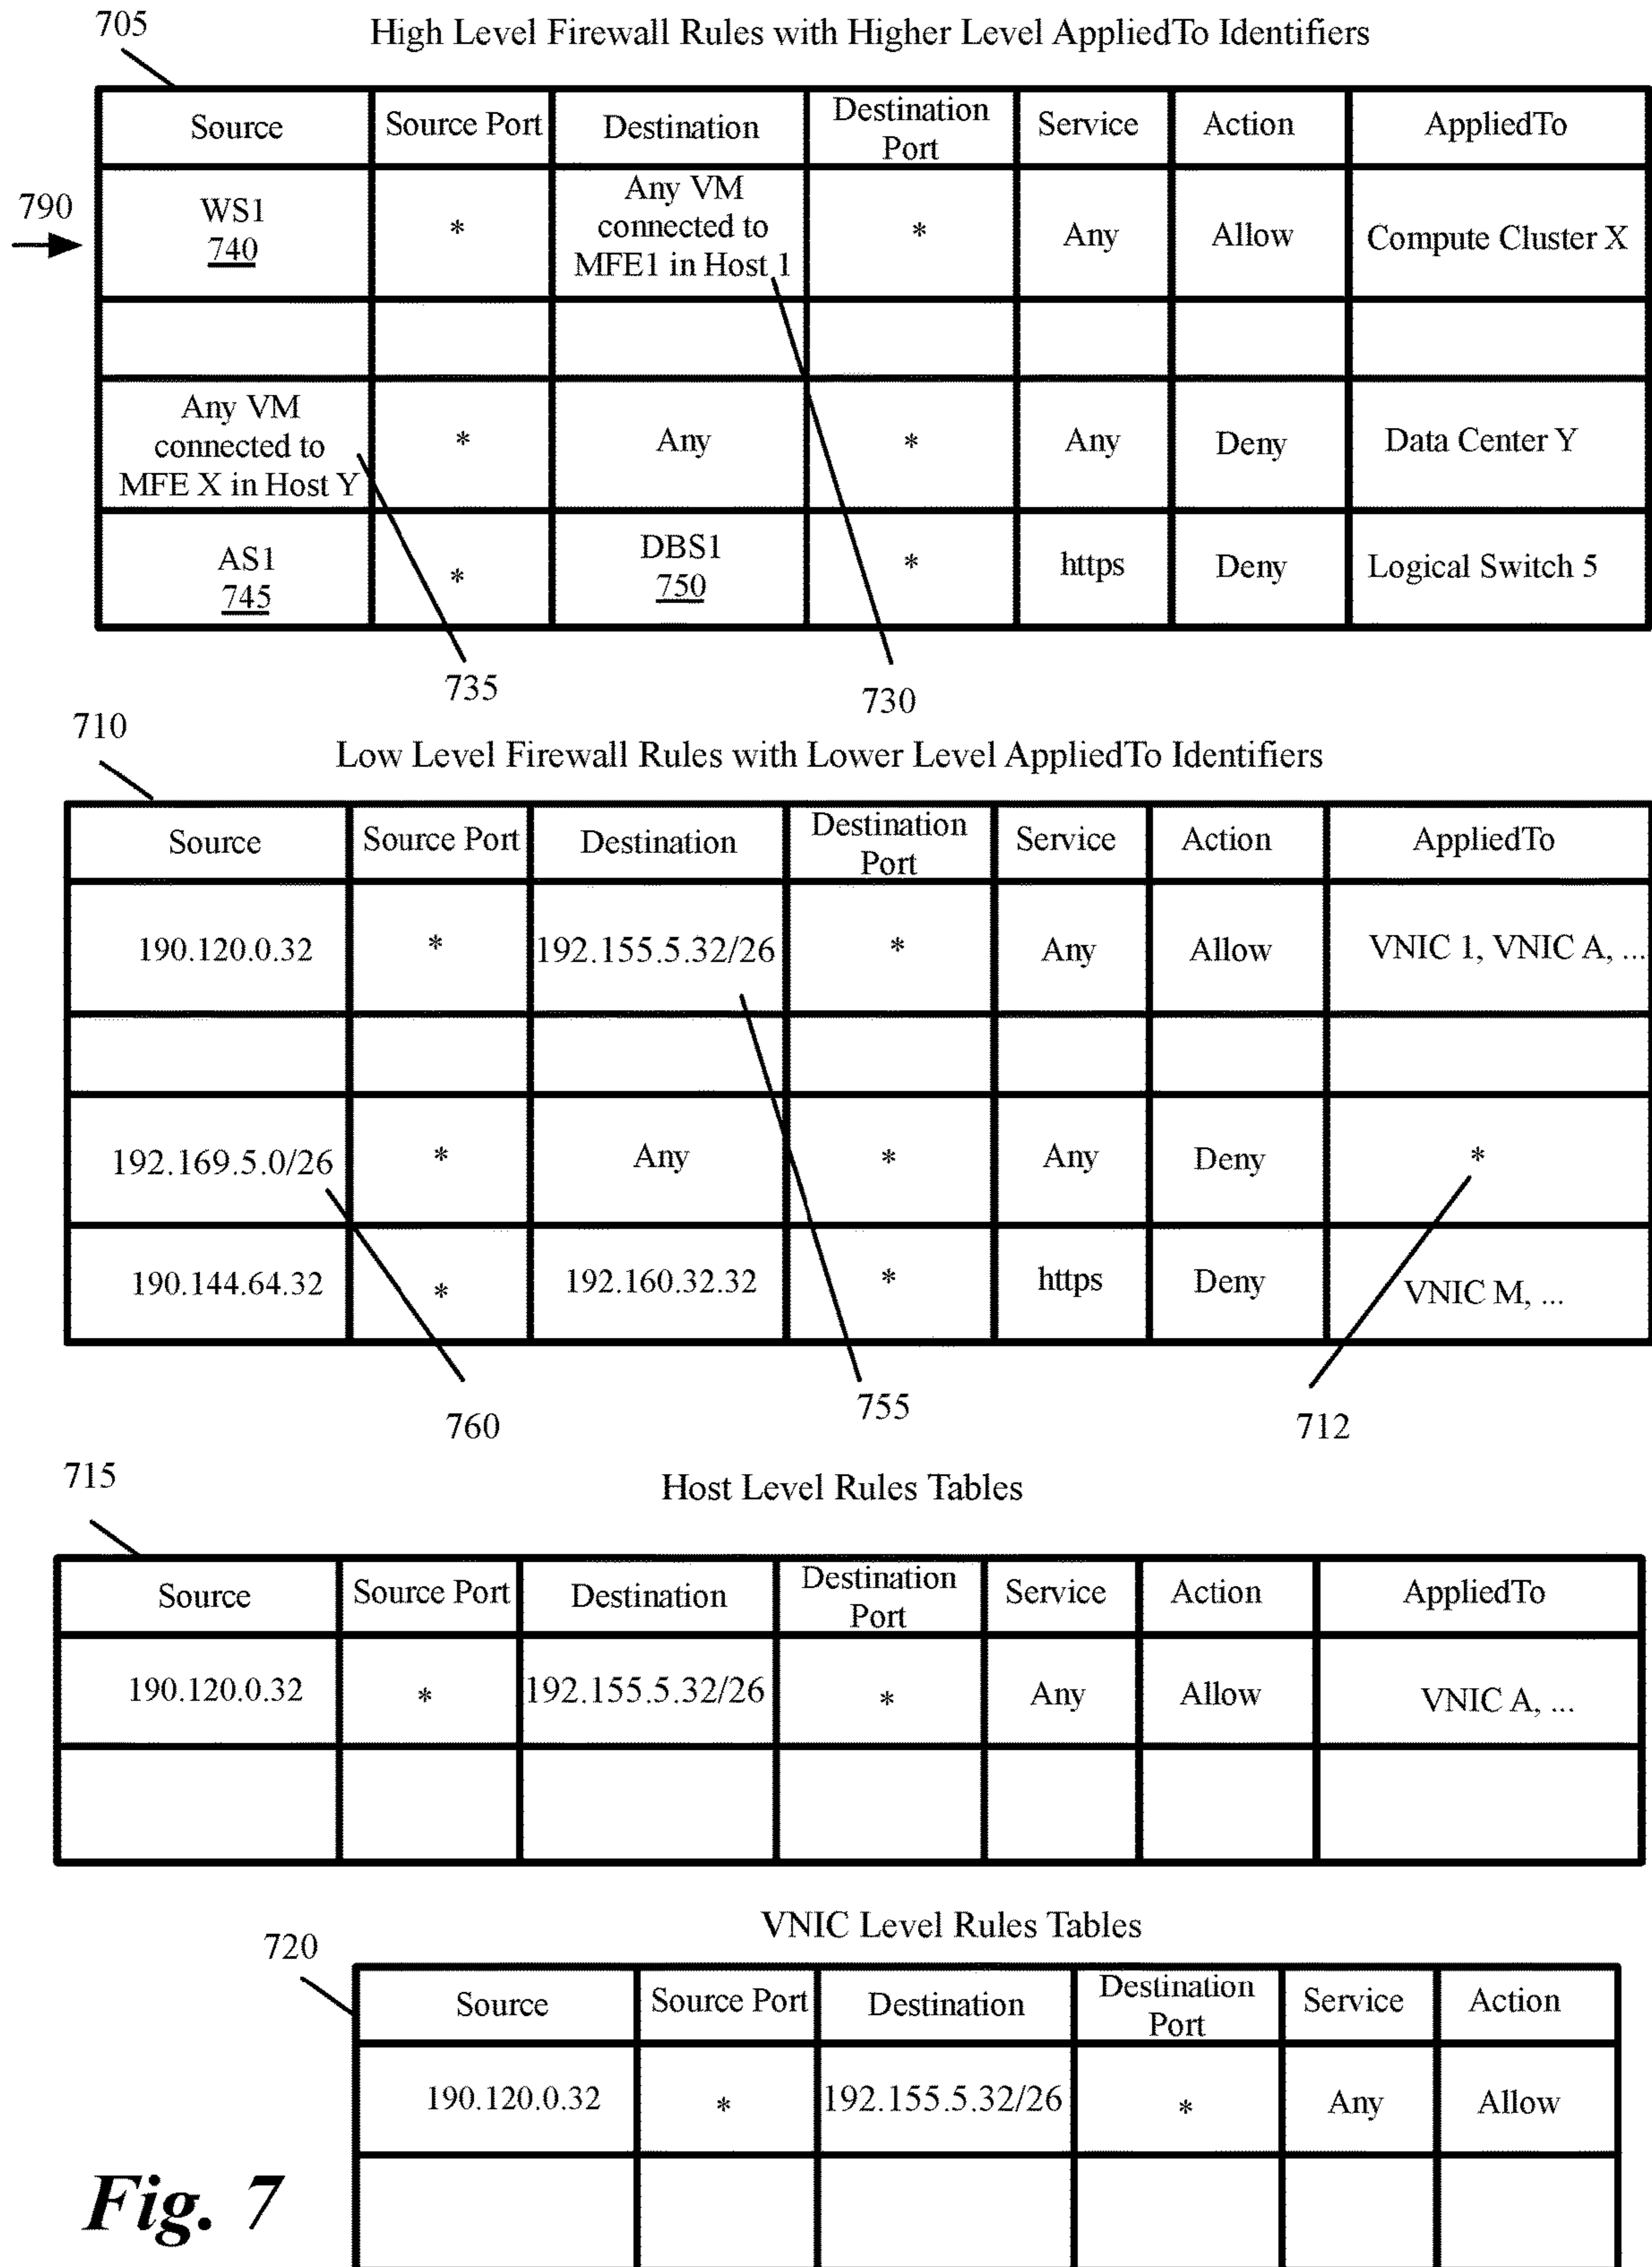 705
High Level Firewall Rules with Higher Level AppliedTo Identifiers
Source Source Port Destination Destination Port Service Action AppliedTo
790
WS1
740
*
Any VM
connected to
MFE1 in Host 1
*
Any
Allow
Compute Cluster X
Any VM
connected to
MFE X in Host Y
*
Any
*
Any
Deny
Data Center Y
AS1
745
*
DBS1
750
*
https
Deny
Logical Switch 5
735
730
710
Low Level Firewall Rules with Lower Level AppliedTo Identifiers
Source Source Port Destination Destination Port Service Action AppliedTo
190.120.0.32 * 192.155.5.32/26 * Any Allow VNIC 1, VNIC A, ...
192.169.5.0/26 * Any * Any Deny *
190.144.64.32 * 192.160.32.32 * https Deny VNIC M, ...
760
755
712
715
Host Level Rules Tables
Source Source Port Destination Destination Port Service Action AppliedTo
190.120.0.32 * 192.155.5.32/26 * Any Allow VNIC A, ...
VNIC Level Rules Tables
720
Source Source Port Destination Destination Port Service Action
190.120.0.32 * 192.155.5.32/26 * Any Allow
Fig. 7